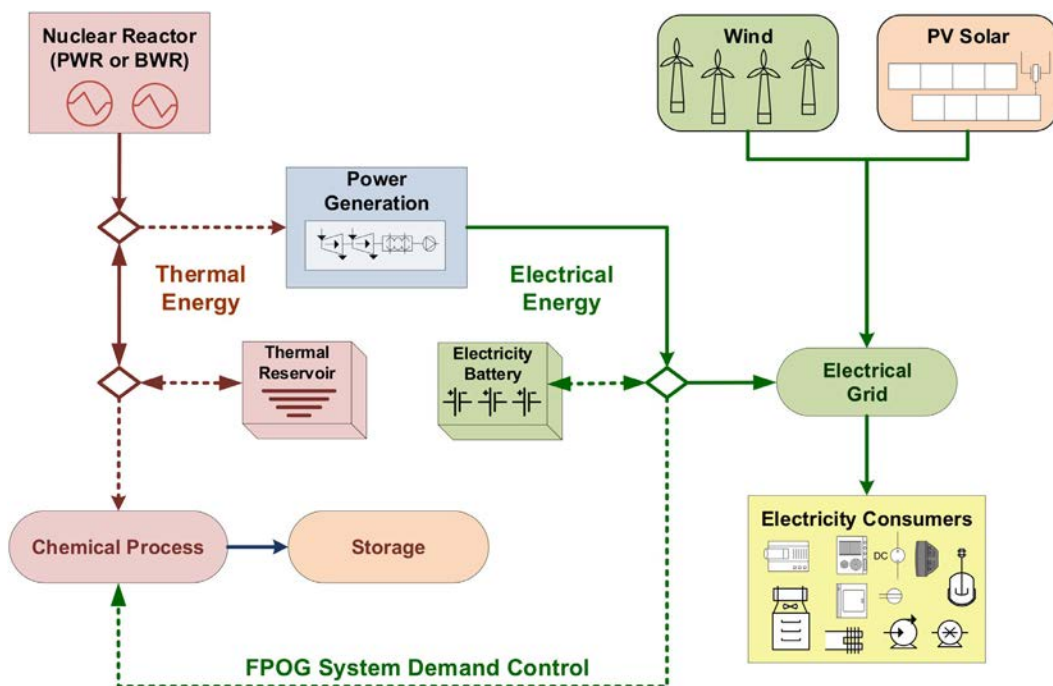 Nuclear Reactor
(PWR or BWR)
Wind
PV Solar
Power
Generation
Thermal
Energy
Electrical
Energy
Thermal
Reservoir
Electricity
Battery
Electrical
Grid
Chemical Process
Storage
Electricity Consumers
DC
FPOG System Demand Control